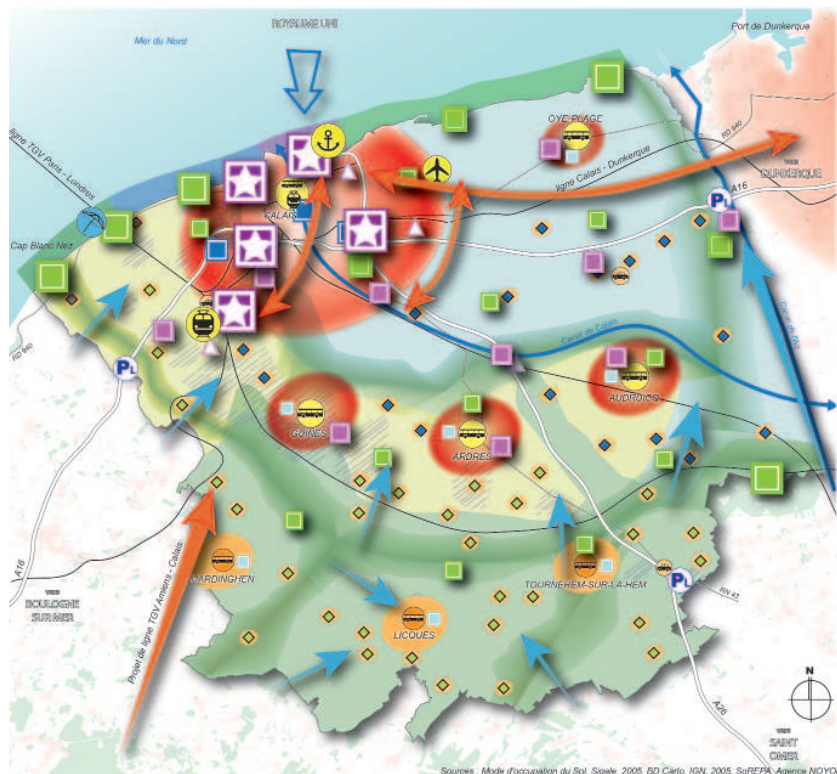 ROYAUME UNI
Mer du Nord
Port de Dunkerque
OYE-PLAGE
RD 940
ligne TGV Paris - Londres
ligne Calais - Dunkerque
vers
DUNKERQUE
CALAIS
A16
PL
Cap Blanc Nez
Canal de Calais
RD 940
PL
AUDRUICQ
GUINES
ARDRES
A16
HARDINGHEN
TOURNEHEM-SUR-LA-HEM
PL
RN 43
vers
BOULOGNE
SUR MER
LICQUES
Projet de ligne TGV Amiens - Calais
N
A26
vers
SAINT
OMER
Sources : Mode d'occupation du Sol, Sigale, 2005, BD Carto, IGN, 2005, SoREPA, Agence NOYO